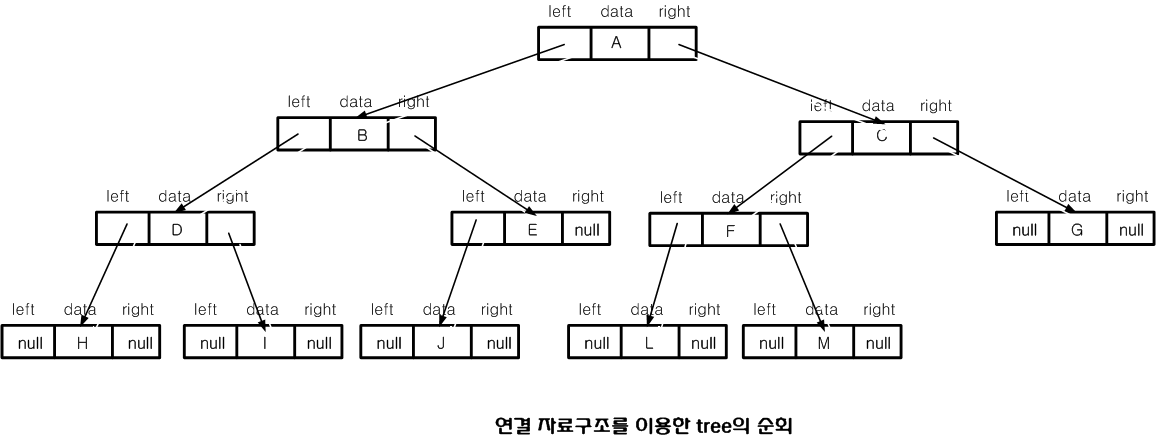 left data right
A
left data right
B
left data right
C
left data right
D
left data right
E null
left data right
F
left data right
null G null
left data right
null H null
left data right
null I null
left data right
null J null
left data right
null L null
left data right
null M null
연결 자료구조를 이용한 tree의 순회